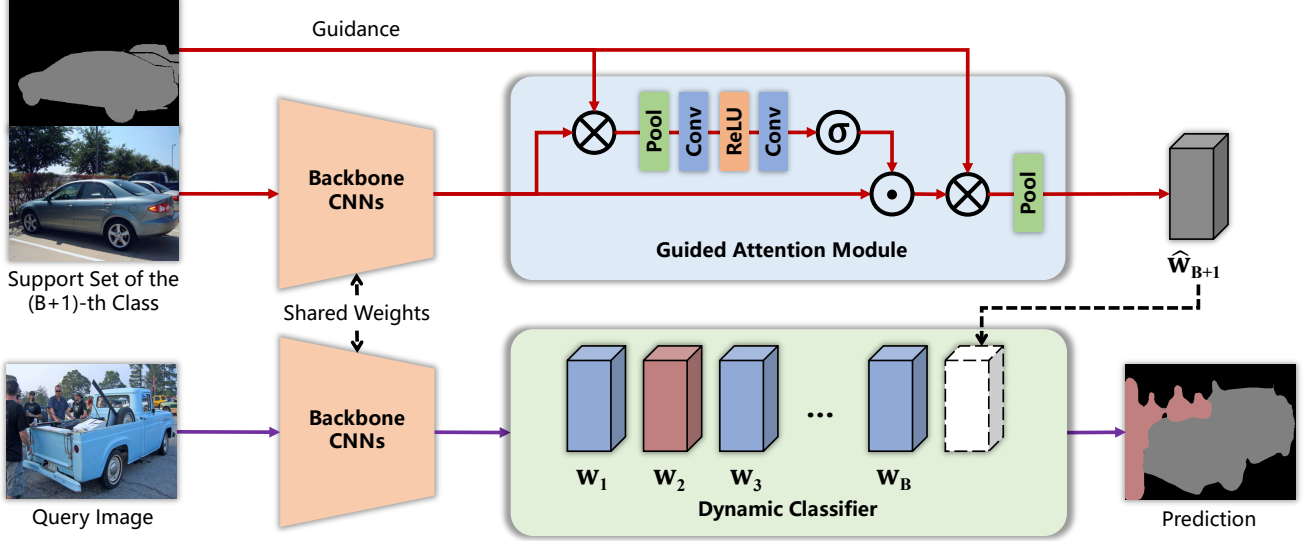 Guidance
Pool
Conv
ReLU
Conv
σ
Backbone
CNNs
Pool
Guided Attention Module
Support Set of the
(B+1)-th Class
ŵ_{B+1}
Shared Weights
Backbone
CNNs
w_1
w_2
w_3
...
w_B
Dynamic Classifier
Query Image
Prediction